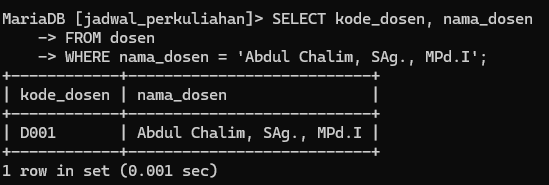 MariaDB [jadwal_perkuliahan]> SELECT kode_dosen, nama_dosen
    -> FROM dosen
    -> WHERE nama_dosen = 'Abdul Chalim, SAg., MPd.I';
+------------+---------------------------+
| kode_dosen | nama_dosen                |
+------------+---------------------------+
| D001       | Abdul Chalim, SAg., MPd.I |
+------------+---------------------------+
1 row in set (0.001 sec)